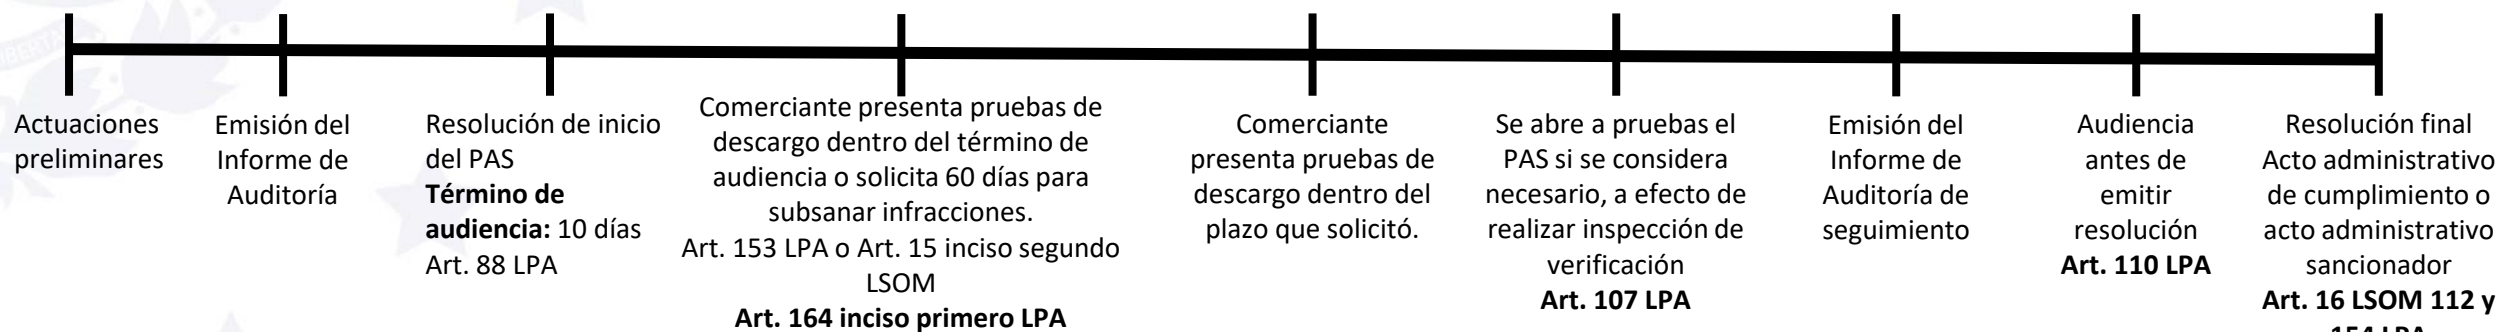 Actuaciones
preliminares
Emisión del
Informe de
Auditoría
Resolución de inicio
del PAS
Término de
audiencia: 10 días
Art. 88 LPA
Comerciante presenta pruebas de
descargo dentro del término de
audiencia o solicita 60 días para
subsanar infracciones.
Art. 153 LPA o Art. 15 inciso segundo
LSOM
Art. 164 inciso primero LPA
Comerciante
presenta pruebas de
descargo dentro del
plazo que solicitó.
Se abre a pruebas el
PAS si se considera
necesario, a efecto de
realizar inspección de
verificación
Art. 107 LPA
Emisión del
Informe de
Auditoría de
seguimiento
Audiencia
antes de
emitir
resolución
Art. 110 LPA
Resolución final
Acto administrativo
de cumplimiento o
acto administrativo
sancionador
Art. 16 LSOM 112 y
154 LPA